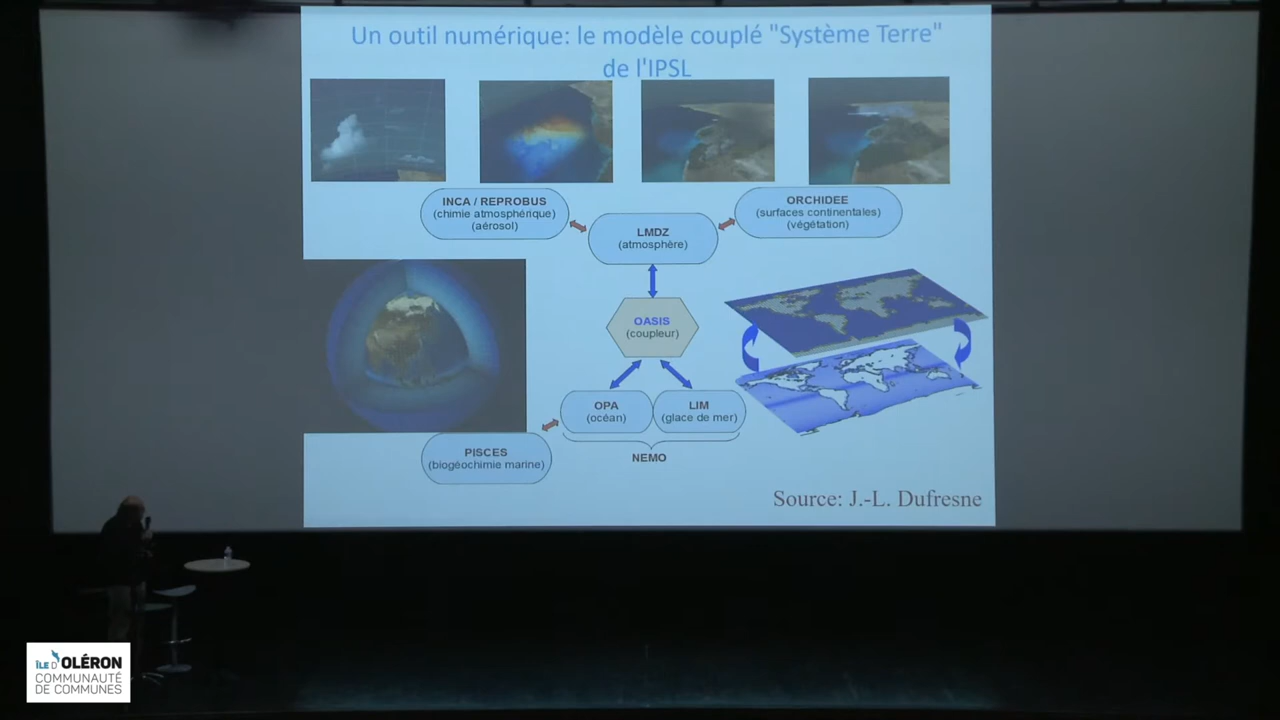 Un outil numérique: le modèle couplé "Système Terre"
de l'IPSL
INCA / REPROBUS
(chimie atmosphérique)
(aérosol)
LMDZ
(atmosphère)
ORCHIDEE
(surfaces continentales)
(végétation)
OASIS
(coupleur)
OPA
(océan)
LIM
(glace de mer)
PISCES
(biogéochimie marine)
NEMO
Source: J.-L. Dufresne
ÎLE D'OLÉRON
COMMUNAUTÉ
DE COMMUNES